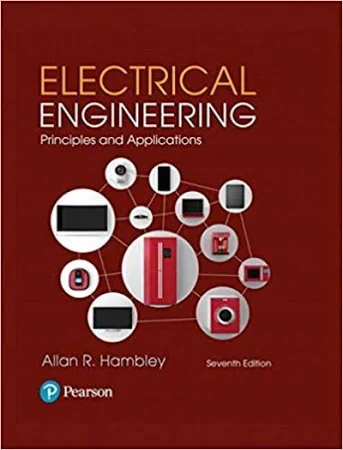 ELECTRICAL
ENGINEERING
Principles and Applications
Allan R. Hambley
Seventh Edition
P Pearson